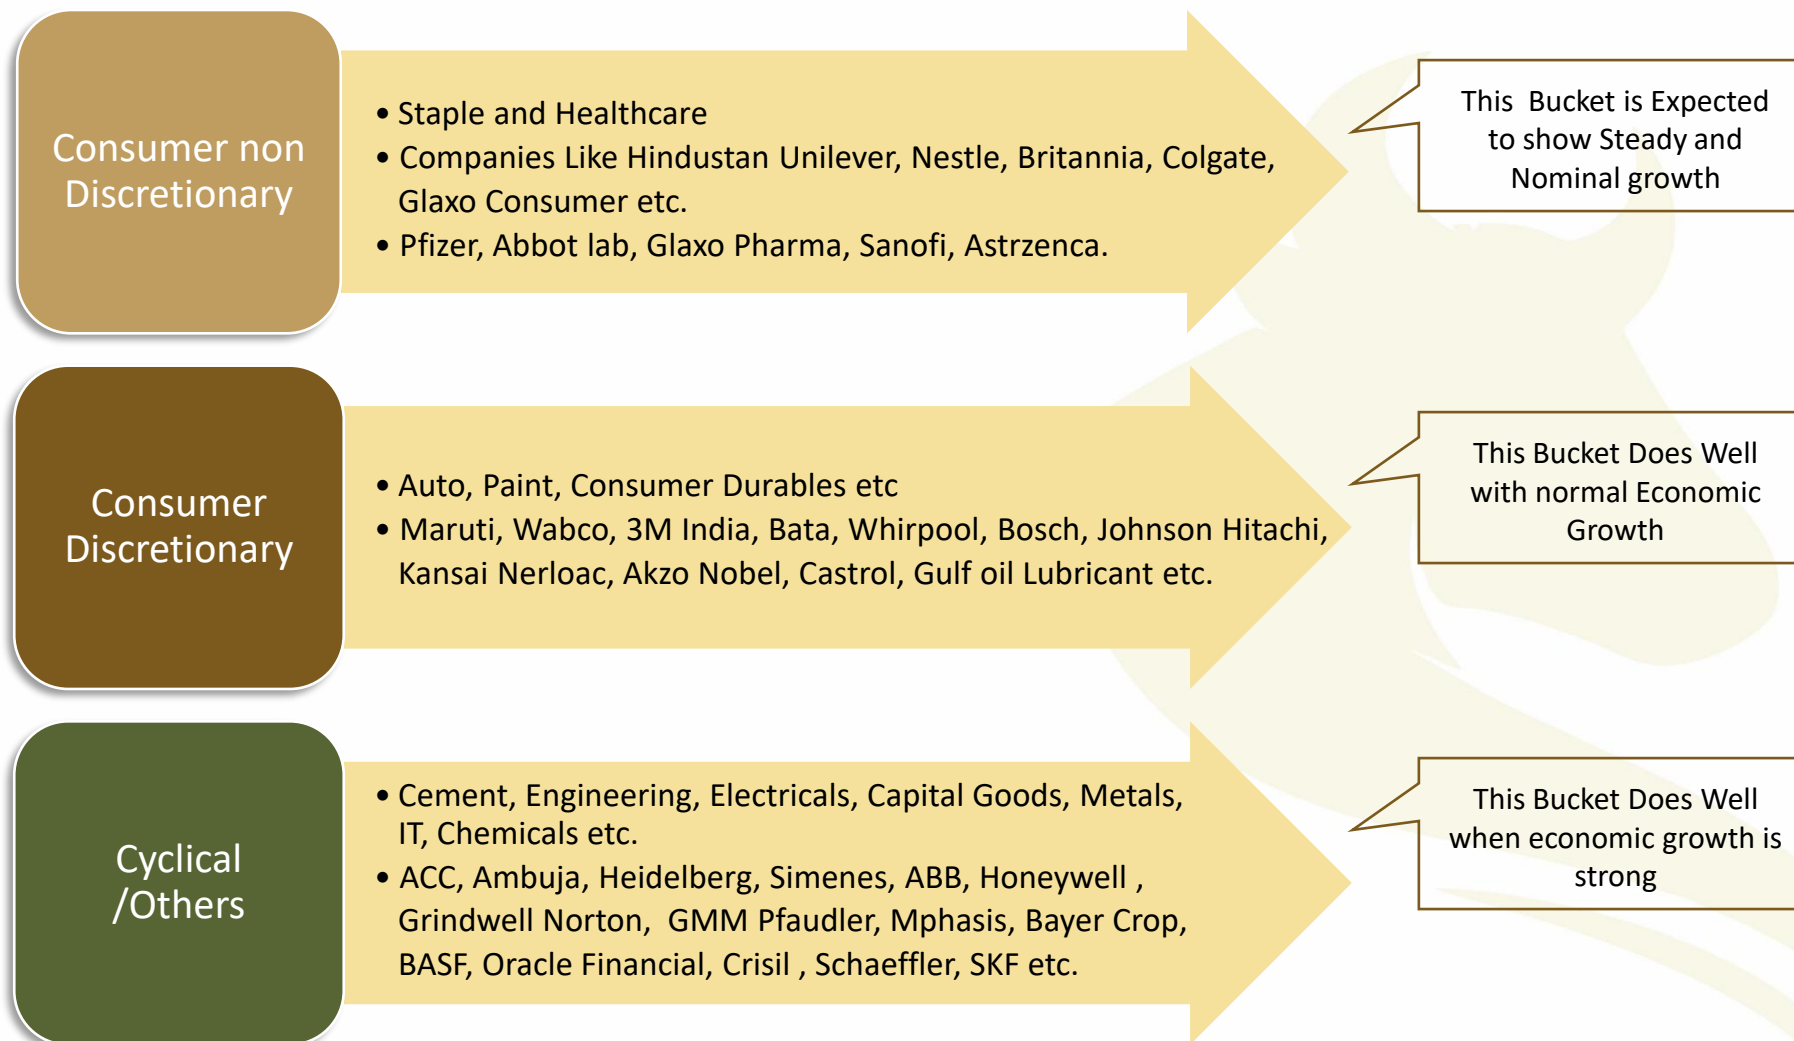 Consumer non
Discretionary
• Staple and Healthcare
• Companies Like Hindustan Unilever, Nestle, Britannia, Colgate,
Glaxo Consumer etc.
• Pfizer, Abbot lab, Glaxo Pharma, Sanofi, Astrzenca.
This Bucket is Expected
to show Steady and
Nominal growth
Consumer
Discretionary
• Auto, Paint, Consumer Durables etc
• Maruti, Wabco, 3M India, Bata, Whirpool, Bosch, Johnson Hitachi,
Kansai Nerloac, Akzo Nobel, Castrol, Gulf oil Lubricant etc.
This Bucket Does Well
with normal Economic
Growth
Cyclical
/Others
• Cement, Engineering, Electricals, Capital Goods, Metals,
IT, Chemicals etc.
• ACC, Ambuja, Heidelberg, Simenes, ABB, Honeywell ,
Grindwell Norton, GMM Pfaudler, Mphasis, Bayer Crop,
BASF, Oracle Financial, Crisil , Schaeffler, SKF etc.
This Bucket Does Well
when economic growth is
strong